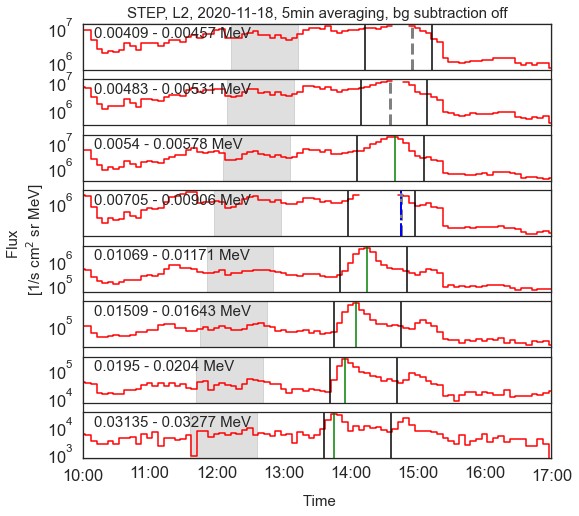 STEP, L2, 2020-11-18, 5min averaging, bg subtraction off
10^7
0.00409 - 0.00457 MeV
10^6
10^7
0.00483 - 0.00531 MeV
10^6
10^7
0.0054 - 0.00578 MeV
10^6
0.00705 - 0.00906 MeV
10^6
Flux
[1/s cm^2 sr MeV]
0.01069 - 0.01171 MeV
10^6
10^5
0.01509 - 0.01643 MeV
10^5
0.0195 - 0.0204 MeV
10^5
10^4
0.03135 - 0.03277 MeV
10^4
10^3
10:00 11:00 12:00 13:00 14:00 15:00 16:00 17:00
Time